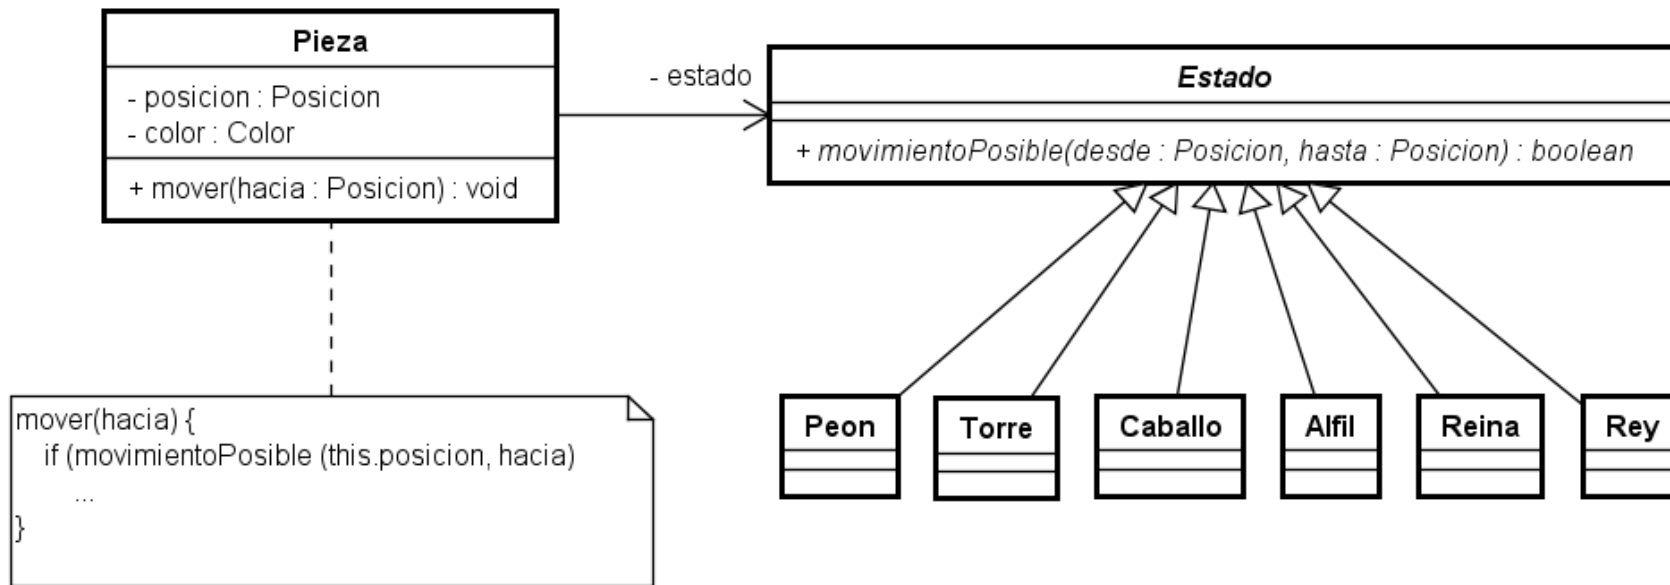 Pieza
- posicion : Posicion
- color : Color
+ mover(hacia : Posicion) : void
- estado
Estado
+ movimientoPosible(desde : Posicion, hasta : Posicion) : boolean
mover(hacia) {
if (movimientoPosible (this.posicion, hacia)
...
}
Peon
Torre
Caballo
Alfil
Reina
Rey